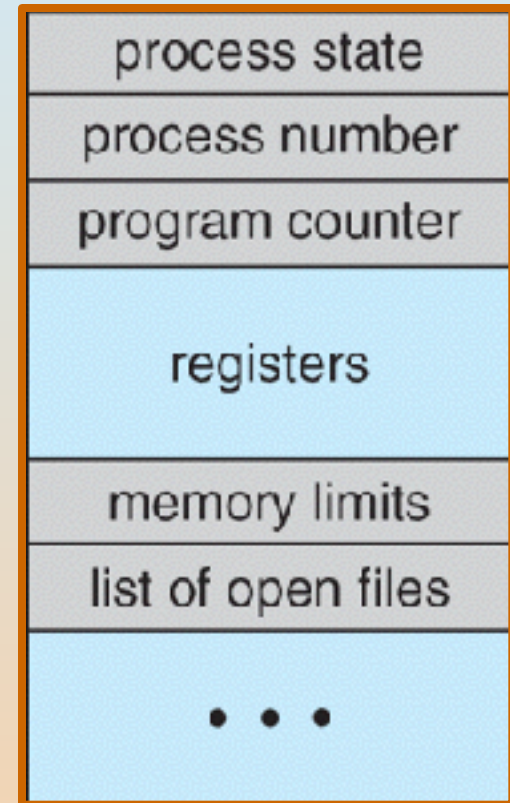 process state
process number
program counter
registers
memory limits
list of open files
• • •